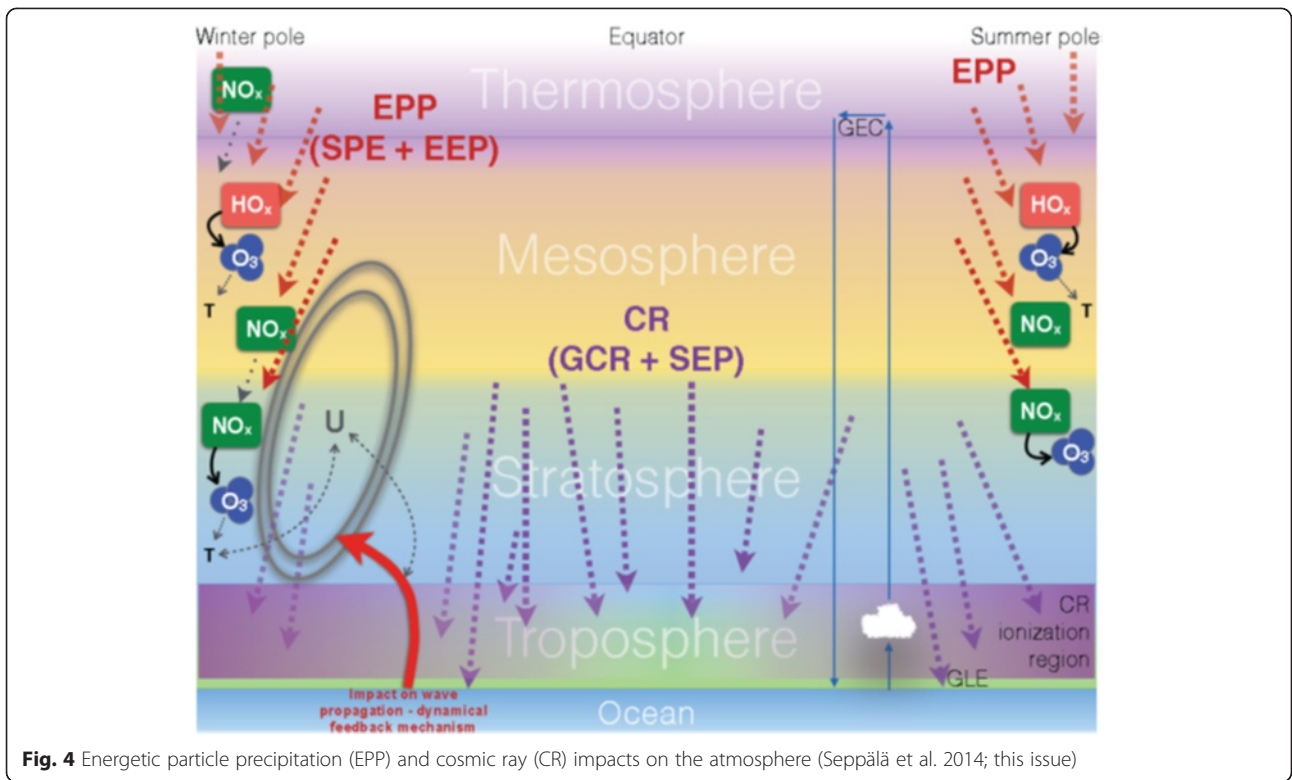 Winter pole
Equator
Summer pole
Thermosphere
NOₓ
EPP
(SPE + EEP)
EPP
GEC
HOₓ
O₃
T
HOₓ
O₃
T
Mesosphere
NOₓ
NOₓ
CR
(GCR + SEP)
NOₓ
U
O₃
T
NOₓ
O₃
Stratosphere
Troposphere
CR
ionization
region
GLE
Impact on wave
propagation - dynamical
feedback mechanism
Ocean
Fig. 4 Energetic particle precipitation (EPP) and cosmic ray (CR) impacts on the atmosphere (Seppälä et al. 2014; this issue)